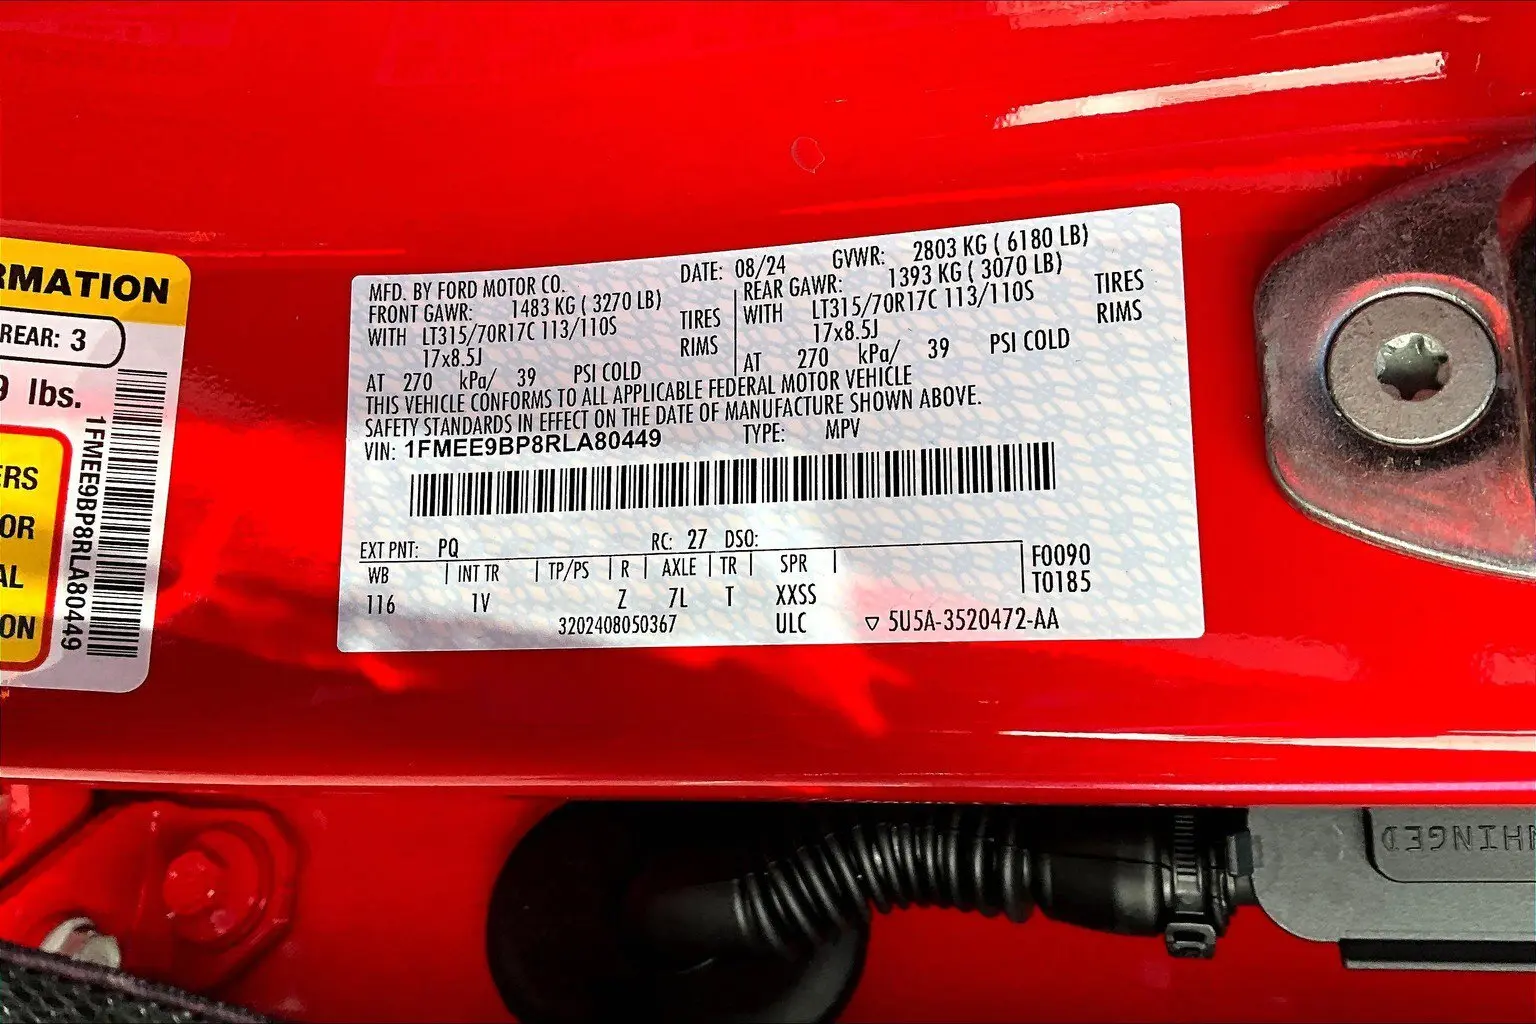 RMATION
REAR: 3
9 lbs.
ERS
OR
AL
ON
1FMEE9BP8RLA80449
MFD. BY FORD MOTOR CO. DATE: 08/24 GVWR: 2803 KG ( 6180 LB)
FRONT GAWR: 1483 KG ( 3270 LB) REAR GAWR: 1393 KG ( 3070 LB)
WITH LT315/70R17C 113/110S TIRES WITH LT315/70R17C 113/110S TIRES
17x8.5J RIMS 17x8.5J RIMS
AT 270 kPa/ 39 PSI COLD AT 270 kPa/ 39 PSI COLD
THIS VEHICLE CONFORMS TO ALL APPLICABLE FEDERAL MOTOR VEHICLE
SAFETY STANDARDS IN EFFECT ON THE DATE OF MANUFACTURE SHOWN ABOVE.
VIN: 1FMEE9BP8RLA80449 TYPE: MPV
EXT PNT: PQ RC: 27 DSO:
WB INT TR TP/PS R AXLE TR SPR F0090
116 1V Z 7L T XXSS T0185
3202408050367 ULC ▽ 5U5A-3520472-AA
HINGED